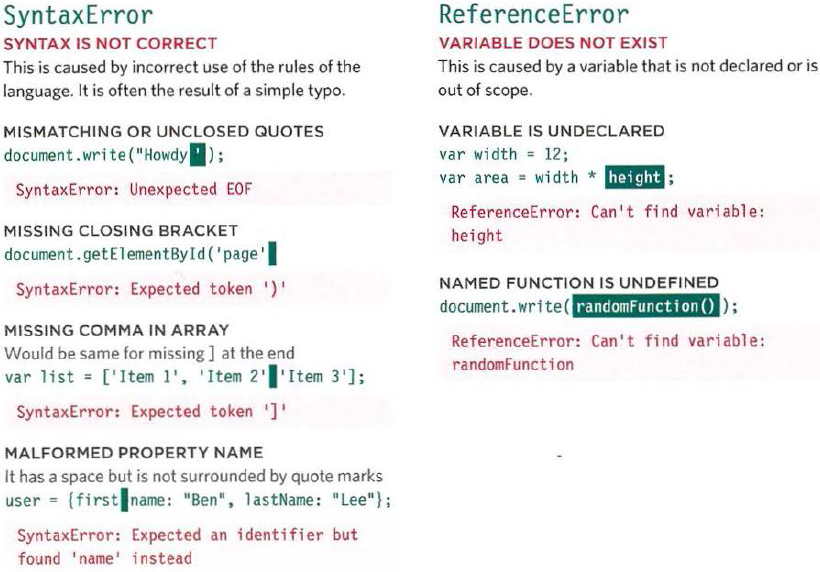 SyntaxError
SYNTAX IS NOT CORRECT
This is caused by incorrect use of the rules of the
language. It is often the result of a simple typo.
MISMATCHING OR UNCLOSED QUOTES
document.write("Howdy');
SyntaxError: Unexpected EOF
MISSING CLOSING BRACKET
document.getElementById('page'
SyntaxError: Expected token ')'
MISSING COMMA IN ARRAY
Would be same for missing ] at the end
var list = ['Item 1', 'Item 2' 'Item 3'];
SyntaxError: Expected token ']'
MALFORMED PROPERTY NAME
It has a space but is not surrounded by quote marks
user = {first name: "Ben", lastName: "Lee"};
SyntaxError: Expected an identifier but
found 'name' instead
ReferenceError
VARIABLE DOES NOT EXIST
This is caused by a variable that is not declared or is
out of scope.
VARIABLE IS UNDECLARED
var width = 12;
var area = width * height;
ReferenceError: Can't find variable:
height
NAMED FUNCTION IS UNDEFINED
document.write(randomFunction());
ReferenceError: Can't find variable:
randomFunction